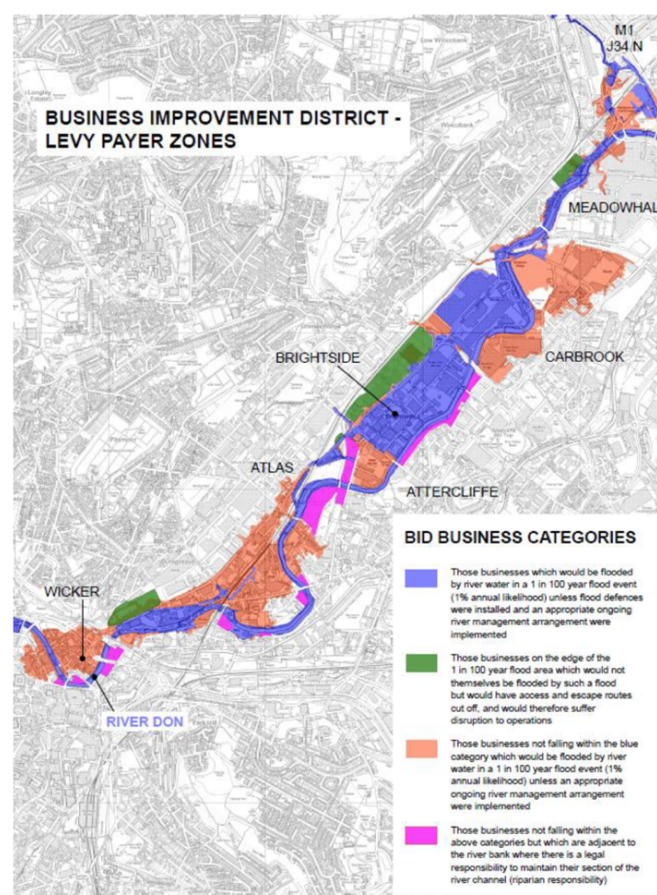 M1
J34 N
BUSINESS IMPROVEMENT DISTRICT -
LEVY PAYER ZONES
MEADOWHAL
BRIGHTSIDE
CARBROOK
ATLAS
ATTERCLIFFE
WICKER
RIVER DON
BID BUSINESS CATEGORIES
Those businesses which would be flooded
by river water in a 1 in 100 year flood event
(1% annual likelihood) unless flood defences
were installed and an appropriate ongoing
river management arrangement were
implemented
Those businesses on the edge of the
1 in 100 year flood area which would not
themselves be flooded by such a flood
but would have access and escape routes
cut off, and would therefore suffer
disruption to operations
Those businesses not falling within the blue
category which would be flooded by river
water in a 1 in 100 year flood event (1%
annual likelihood) unless an appropriate
ongoing river management arrangement
were implemented
Those businesses not falling within the
above categories but which are adjacent to
the river bank where there is a legal
responsibility to maintain their section of the
river channel (riparian responsibility)